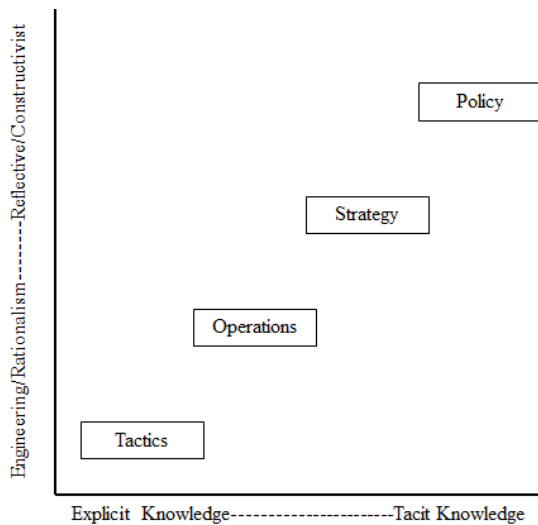 Policy
Strategy
Operations
Tactics
Engineering/Rationalism--------Reflective/Constructivist
Explicit Knowledge----------------------Tacit Knowledge